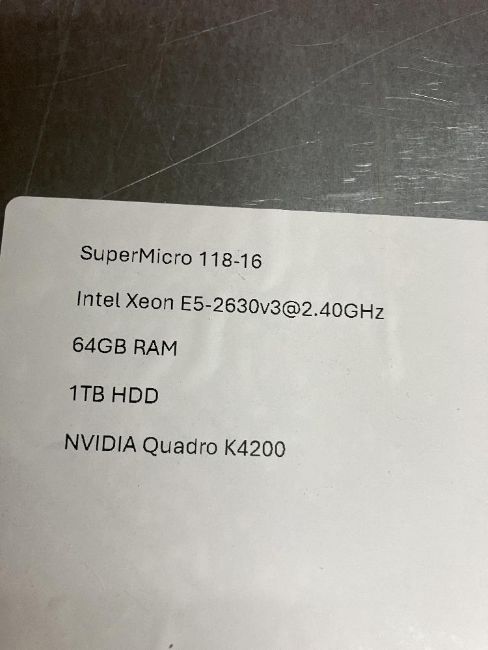 SuperMicro 118-16
Intel Xeon E5-2630v3@2.40GHz
64GB RAM
1TB HDD
NVIDIA Quadro K4200